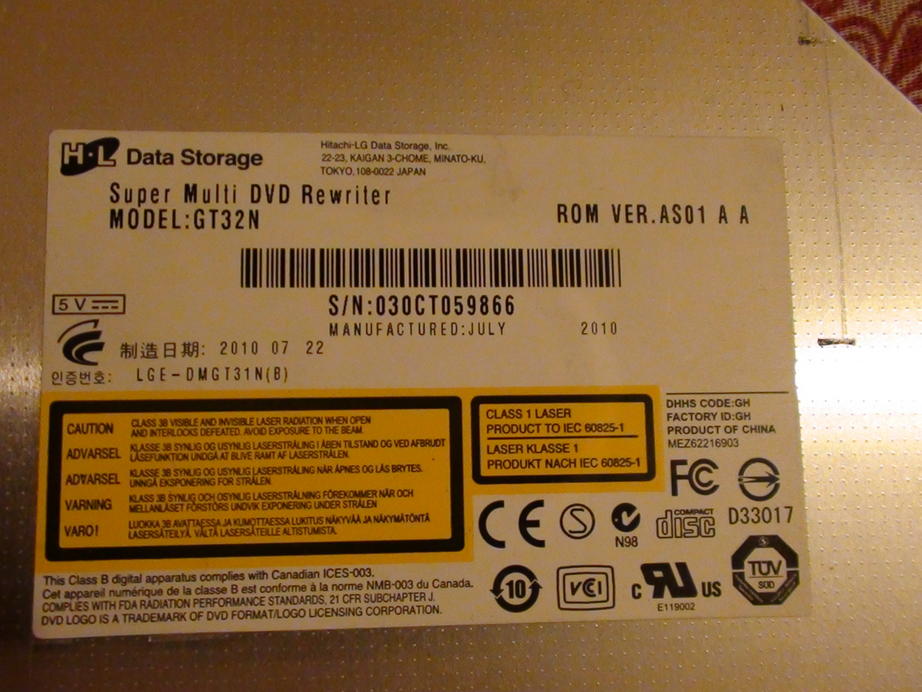 H·L Data Storage
Hitachi-LG Data Storage, Inc.
22-23, KAIGAN 3-CHOME, MINATO-KU,
TOKYO, 108-0022 JAPAN
Super Multi DVD Rewriter
MODEL:GT32N
ROM VER.AS01 A A
S/N:030CT059866
MANUFACTURED:JULY 2010
5 V
制造日期: 2010 07 22
인증번호: LGE-DMGT31N(B)
CAUTION CLASS 3B VISIBLE AND INVISIBLE LASER RADIATION WHEN OPEN
AND INTERLOCKS DEFEATED. AVOID EXPOSURE TO THE BEAM.
ADVARSEL KLASSE 3B SYNLIG OG USYNLIG LASERSTRÅLING I ÅBEN TILSTAND OG VED AFBRUDT
LÅSEFUNKTION UNDGÅ AT BLIVE RAMT AF LASERSTRÅLEN.
ADVARSEL KLASSE 3B SYNLIG OG USYNLIG LASERSTRÅLING NÅR ÅPNES OG LÅS BRYTES.
UNNGÅ EKSPONERING FOR STRÅLEN.
VARNING KLASS 3B SYNLIG OCH OSYNLIG LASERSTRÅLNING FÖREKOMMER NÄR OCH
MELLANLÅSET FÖRSTÖRS UNDVIK EXPONERING UNDER STRÅLEN
VARO! LUOKKA 3B AVATTAESSA JA KUMOTTAESSA LUKITUS NÄKYVÄÄ JA NÄKYMÄTÖNTÄ
LASERSÄTEILYÄ, VÄLTÄ LASERSÄTEILLE ALTISTUMISTA.
CLASS 1 LASER
PRODUCT TO IEC 60825-1
LASER KLASSE 1
PRODUKT NACH IEC 60825-1
DHHS CODE:GH
FACTORY ID:GH
PRODUCT OF CHINA
MEZ62216903
FC
CE
S
N98
COMPACT
disc
D33017
10
VCI
c RU US
E119002
TÜV
SÜD
This Class B digital apparatus complies with Canadian ICES-003.
Cet appareil numérique de la classe B est conforme à la norme NMB-003 du Canada.
COMPLIES WITH FDA RADIATION PERFORMANCE STANDARDS, 21 CFR SUBCHAPTER J.
DVD LOGO IS A TRADEMARK OF DVD FORMAT/LOGO LICENSING CORPORATION.